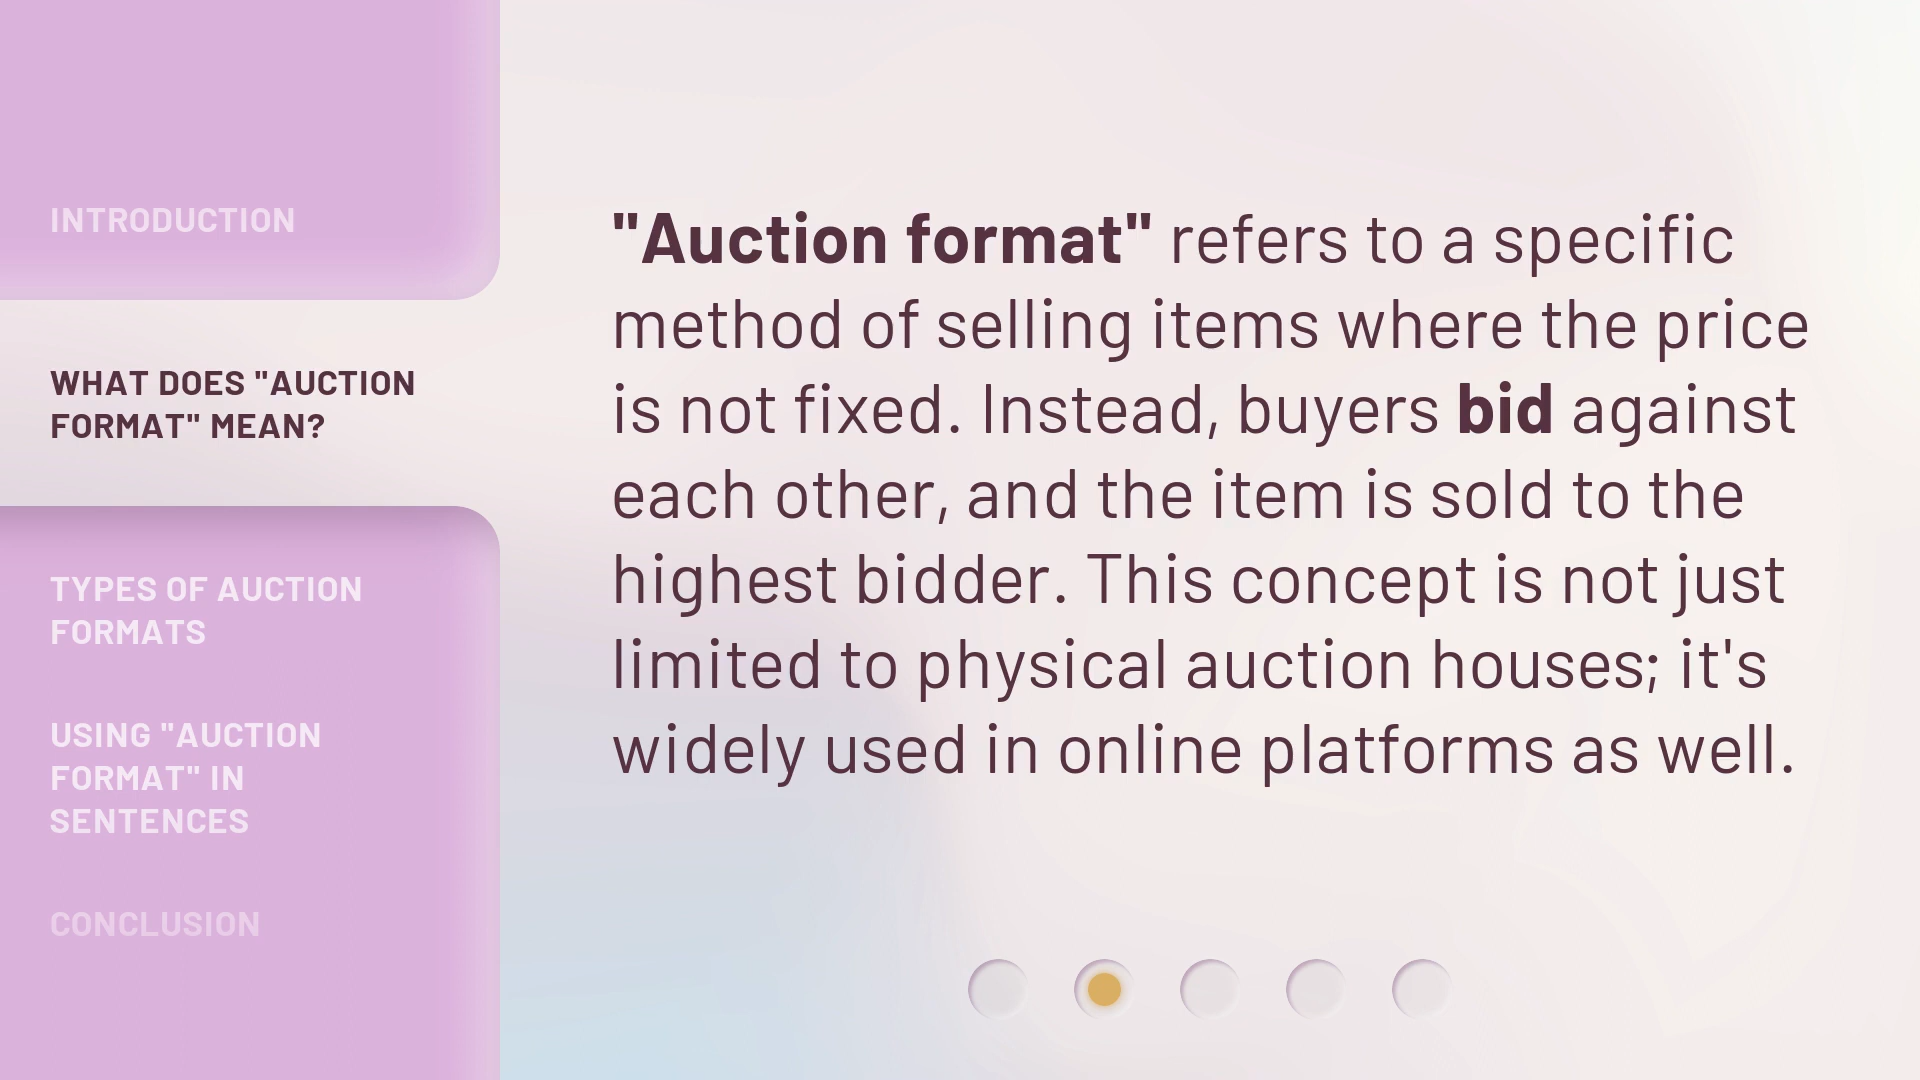 INTRODUCTION
WHAT DOES "AUCTION
FORMAT" MEAN?
TYPES OF AUCTION
FORMATS
USING "AUCTION
FORMAT" IN
SENTENCES
CONCLUSION
"Auction format" refers to a specific
method of selling items where the price
is not fixed. Instead, buyers bid against
each other, and the item is sold to the
highest bidder. This concept is not just
limited to physical auction houses; it's
widely used in online platforms as well.